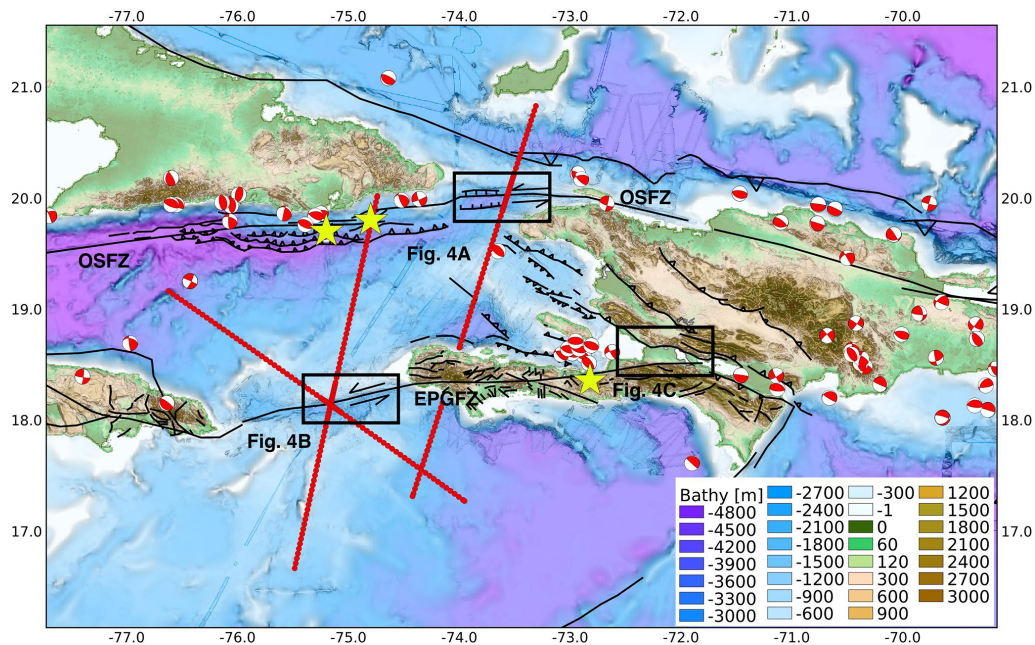 -77.0 -76.0 -75.0 -74.0 -73.0 -72.0 -71.0 -70.0
21.0 21.0
20.0 OSFZ 20.0
OSFZ Fig. 4A
19.0 19.0
EPGFZ Fig. 4C
18.0 18.0
Fig. 4B
Bathy [m] -2700 -300 1200
-4800 -2400 -1 1500
-4500 -2100 0 1800
-4200 -1800 60 2100
-3900 -1500 120 2400
-3600 -1200 300 2700
-3300 -900 600 3000
-3000 -600 900
17.0 17.0
-77.0 -76.0 -75.0 -74.0 -73.0 -72.0 -71.0 -70.0